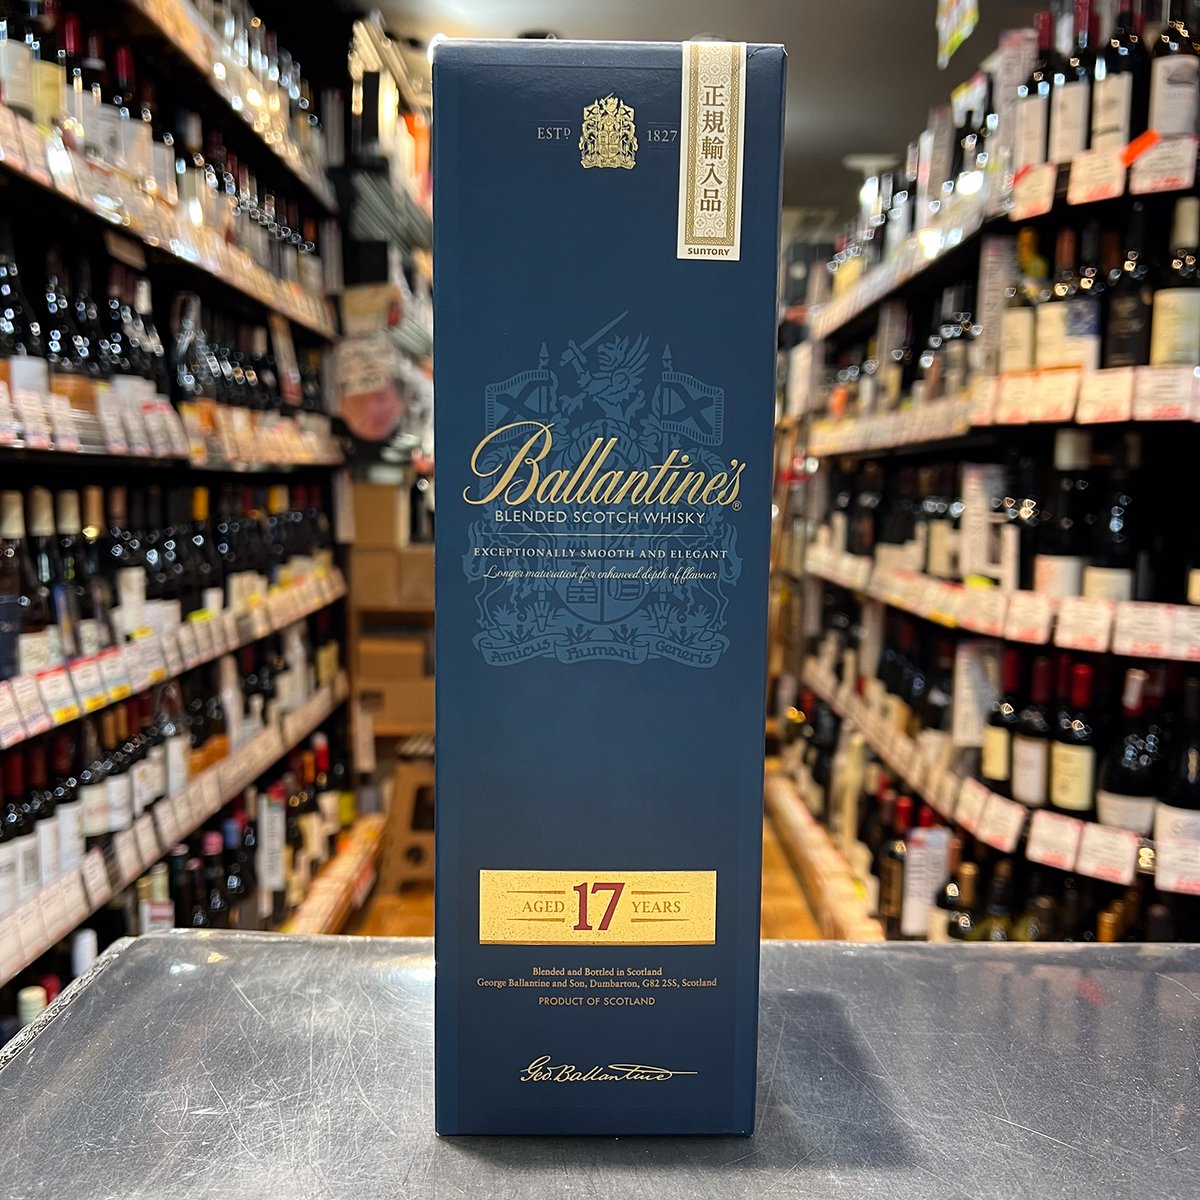 ESTD 1827
正規輸入品
SUNTORY
Ballantine's®
BLENDED SCOTCH WHISKY
EXCEPTIONALLY SMOOTH AND ELEGANT
Longer maturation for enhanced depth of flavour
Amicus Humani Generis
AGED 17 YEARS
Blended and Bottled in Scotland
George Ballantine and Son, Dumbarton, G82 2SS, Scotland
PRODUCT OF SCOTLAND
Geo. Ballantine